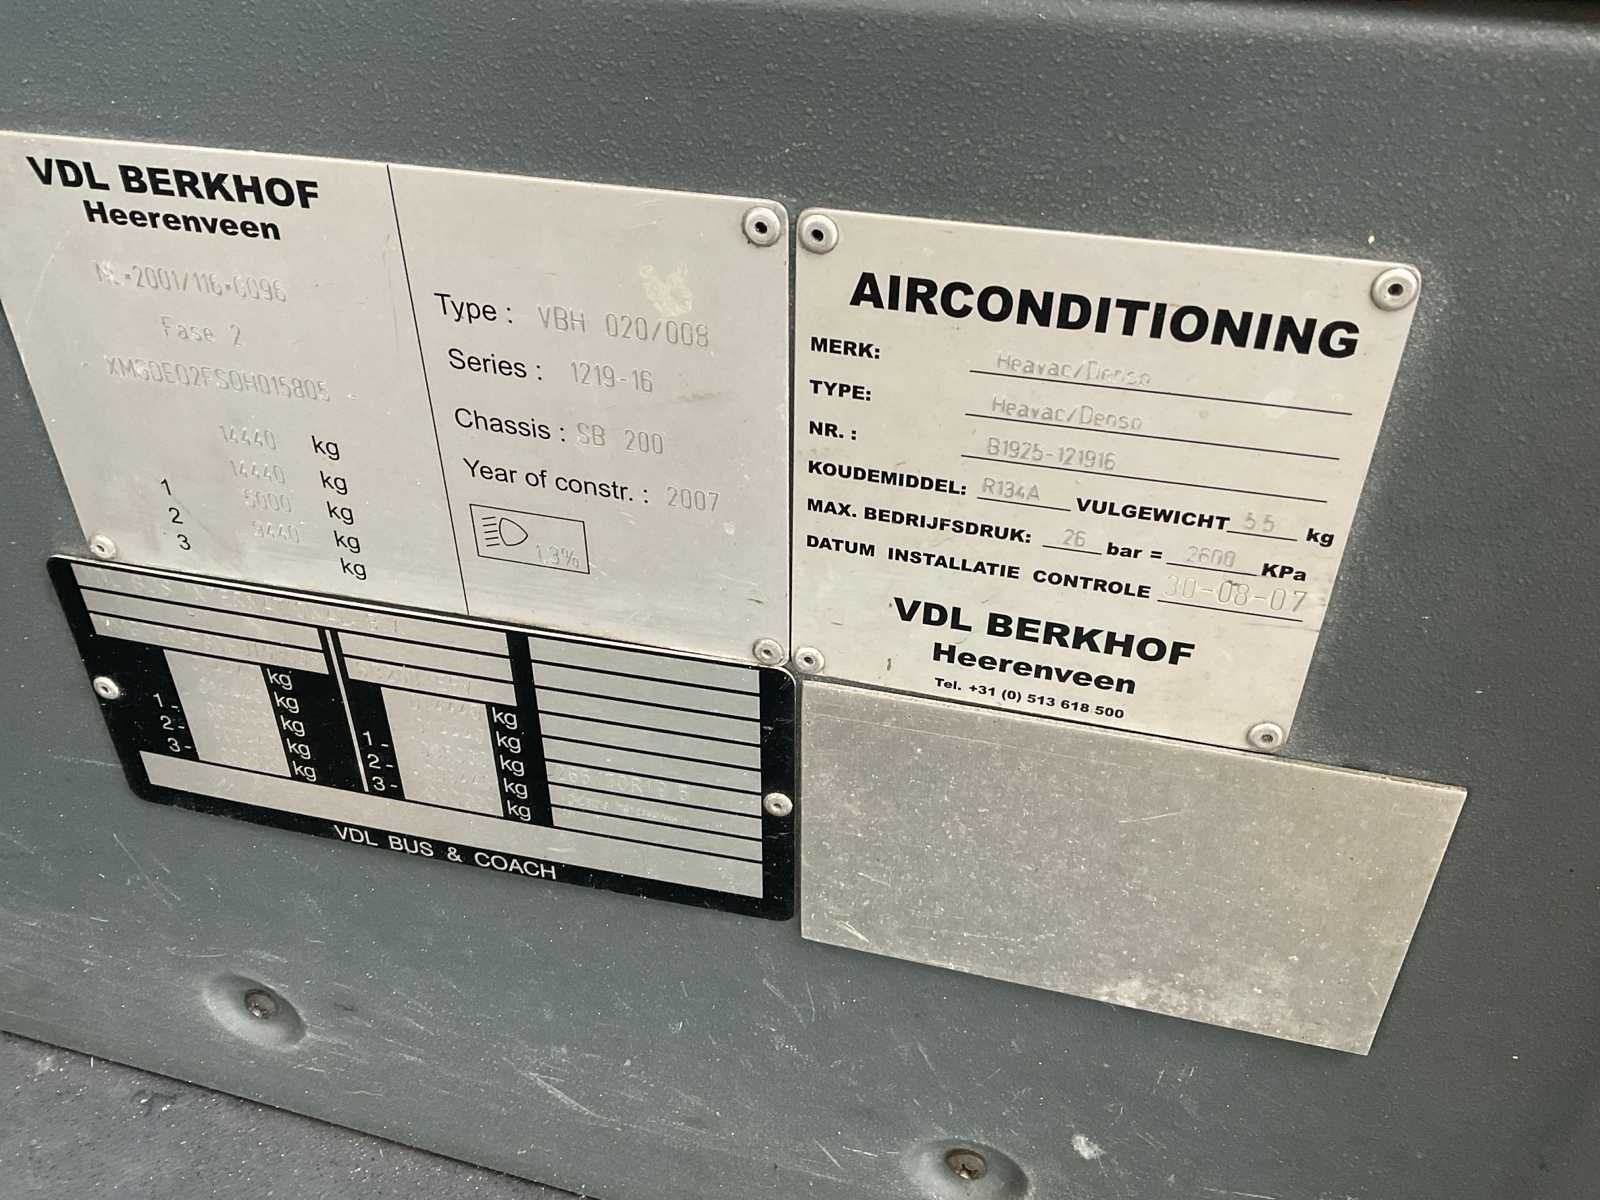 VDL BERKHOF
Heerenveen
NL*2001/116*0096
Fase 2
XMGDE02FS0H015805
14440 kg
14440 kg
1 5000 kg
2 9440 kg
3 kg
Type : VBH 020/008
Series : 1219-16
Chassis : SB 200
Year of constr. : 2007
1.3%
AIRCONDITIONING
MERK: Heavac/Denso
TYPE: Heavac/Denso
NR. : B1925-121916
KOUDEMIDDEL: R134A VULGEWICHT 55 kg
MAX. BEDRIJFSDRUK: 26 bar = 2600 KPa
DATUM INSTALLATIE CONTROLE 30-08-07
VDL BERKHOF
Heerenveen
Tel. +31 (0) 513 618 500
kg
kg
1 - kg
2 - kg
3 - kg
kg
kg
1 - kg
2 - kg
3 - kg
VDL BUS & COACH